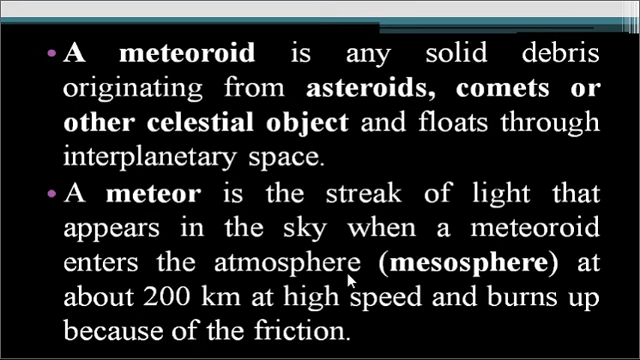 • A meteoroid is any solid debris
originating from asteroids, comets or
other celestial object and floats through
interplanetary space.
• A meteor is the streak of light that
appears in the sky when a meteoroid
enters the atmosphere (mesosphere) at
about 200 km at high speed and burns up
because of the friction.